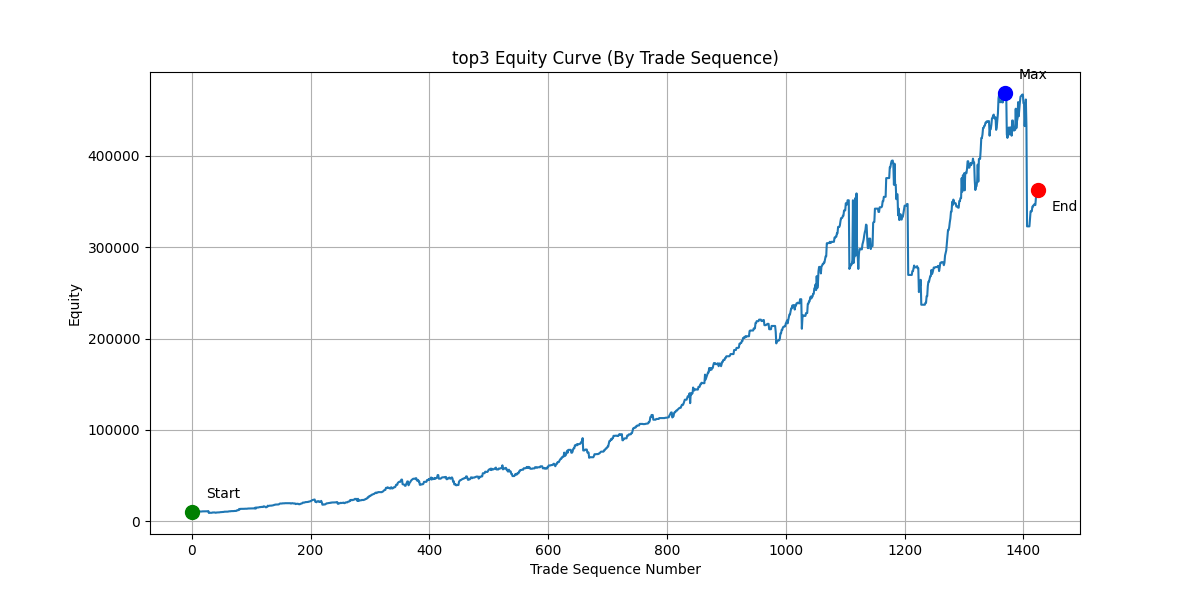 top3 Equity Curve (By Trade Sequence)
Max
400000
End
300000
Equity
200000
100000
Start
0
0 200 400 600 800 1000 1200 1400
Trade Sequence Number